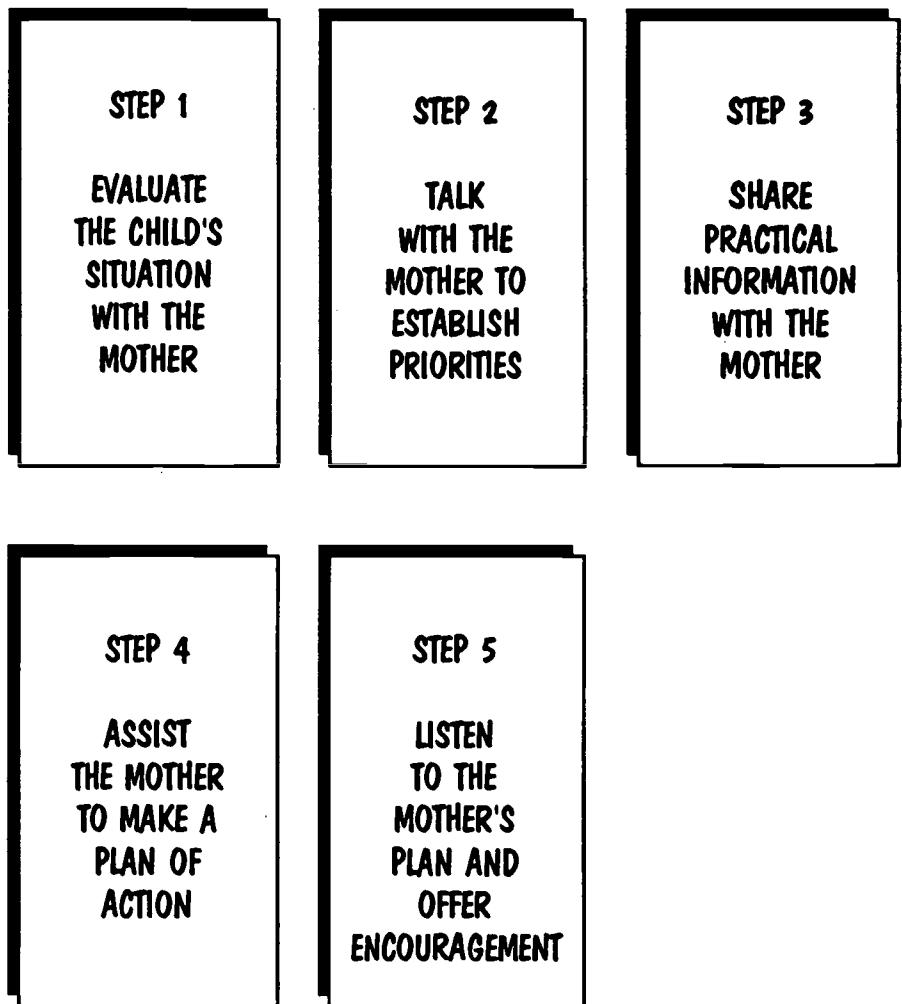 STEP 1
EVALUATE
THE CHILD'S
SITUATION
WITH THE
MOTHER
STEP 2
TALK
WITH THE
MOTHER TO
ESTABLISH
PRIORITIES
STEP 3
SHARE
PRACTICAL
INFORMATION
WITH THE
MOTHER
STEP 4
ASSIST
THE MOTHER
TO MAKE A
PLAN OF
ACTION
STEP 5
LISTEN
TO THE
MOTHER'S
PLAN AND
OFFER
ENCOURAGEMENT